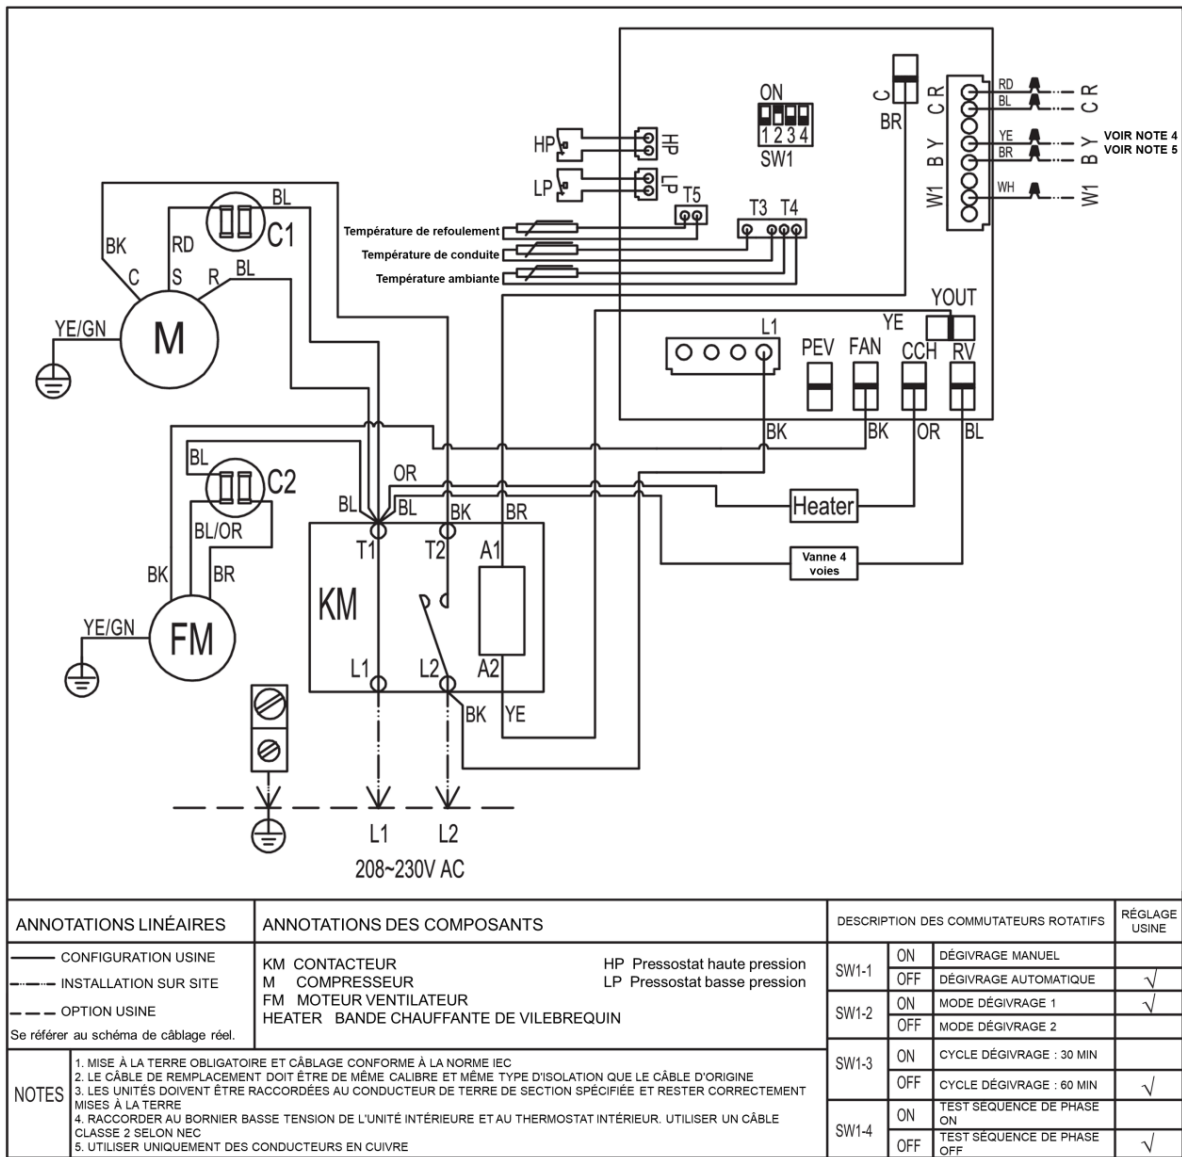 ON
1 2 3 4
SW1
C
BR
C R
B Y
W1
RD
BL
YE
BR
WH
C R
B Y
W1
VOIR NOTE 4
VOIR NOTE 5
HP
HP
LP
LP
T5
T3 T4
Température de refoulement
Température de conduite
Température ambiante
BL
C1
BK
RD
C
S
R
BL
YE/GN
M
YOUT
YE
L1
PEV
FAN
CCH
RV
BK
BK
OR
BL
BL
C2
OR
BL
BL
BK
BR
BL/OR
BK
BR
Heater
Vanne 4
voies
T1
T2
A1
KM
YE/GN
FM
L1
L2
A2
BK
YE
L1
L2
208~230V AC
ANNOTATIONS LINÉAIRES
CONFIGURATION USINE
INSTALLATION SUR SITE
OPTION USINE
Se référer au schéma de câblage réel.
ANNOTATIONS DES COMPOSANTS
KM CONTACTEUR
M COMPRESSEUR
FM MOTEUR VENTILATEUR
HEATER BANDE CHAUFFANTE DE VILEBREQUIN
HP Pressostat haute pression
LP Pressostat basse pression
DESCRIPTION DES COMMUTATEURS ROTATIFS
RÉGLAGE
USINE
SW1-1
ON DÉGIVRAGE MANUEL
OFF DÉGIVRAGE AUTOMATIQUE √
SW1-2
ON MODE DÉGIVRAGE 1 √
OFF MODE DÉGIVRAGE 2
SW1-3
ON CYCLE DÉGIVRAGE : 30 MIN
OFF CYCLE DÉGIVRAGE : 60 MIN √
SW1-4
ON TEST SÉQUENCE DE PHASE
ON
OFF TEST SÉQUENCE DE PHASE √
OFF
NOTES
1. MISE À LA TERRE OBLIGATOIRE ET CÂBLAGE CONFORME À LA NORME IEC
2. LE CÂBLE DE REMPLACEMENT DOIT ÊTRE DE MÊME CALIBRE ET MÊME TYPE D'ISOLATION QUE LE CÂBLE D'ORIGINE
3. LES UNITÉS DOIVENT ÊTRE RACCORDÉES AU CONDUCTEUR DE TERRE DE SECTION SPÉCIFIÉE ET RESTER CORRECTEMENT
MISES À LA TERRE
4. RACCORDER AU BORNIER BASSE TENSION DE L'UNITÉ INTÉRIEURE ET AU THERMOSTAT INTÉRIEUR. UTILISER UN CÂBLE
CLASSE 2 SELON NEC
5. UTILISER UNIQUEMENT DES CONDUCTEURS EN CUIVRE